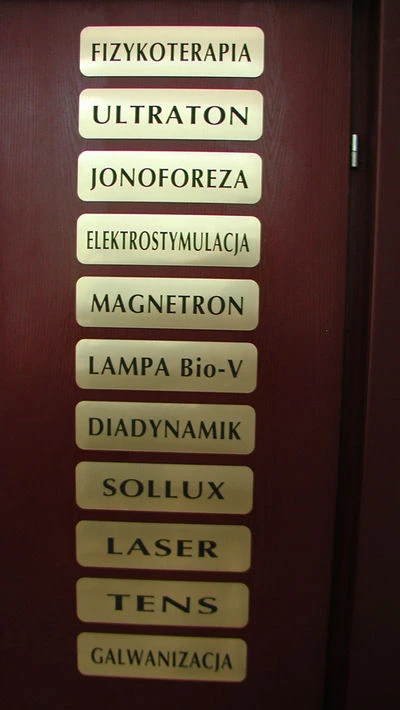 FIZYKOTERAPIA
ULTRATON
JONOFOREZA
ELEKTROSTYMULACJA
MAGNETRON
LAMPA Bio-V
DIADYNAMIK
SOLLUX
LASER
TENS
GALWANIZACJA